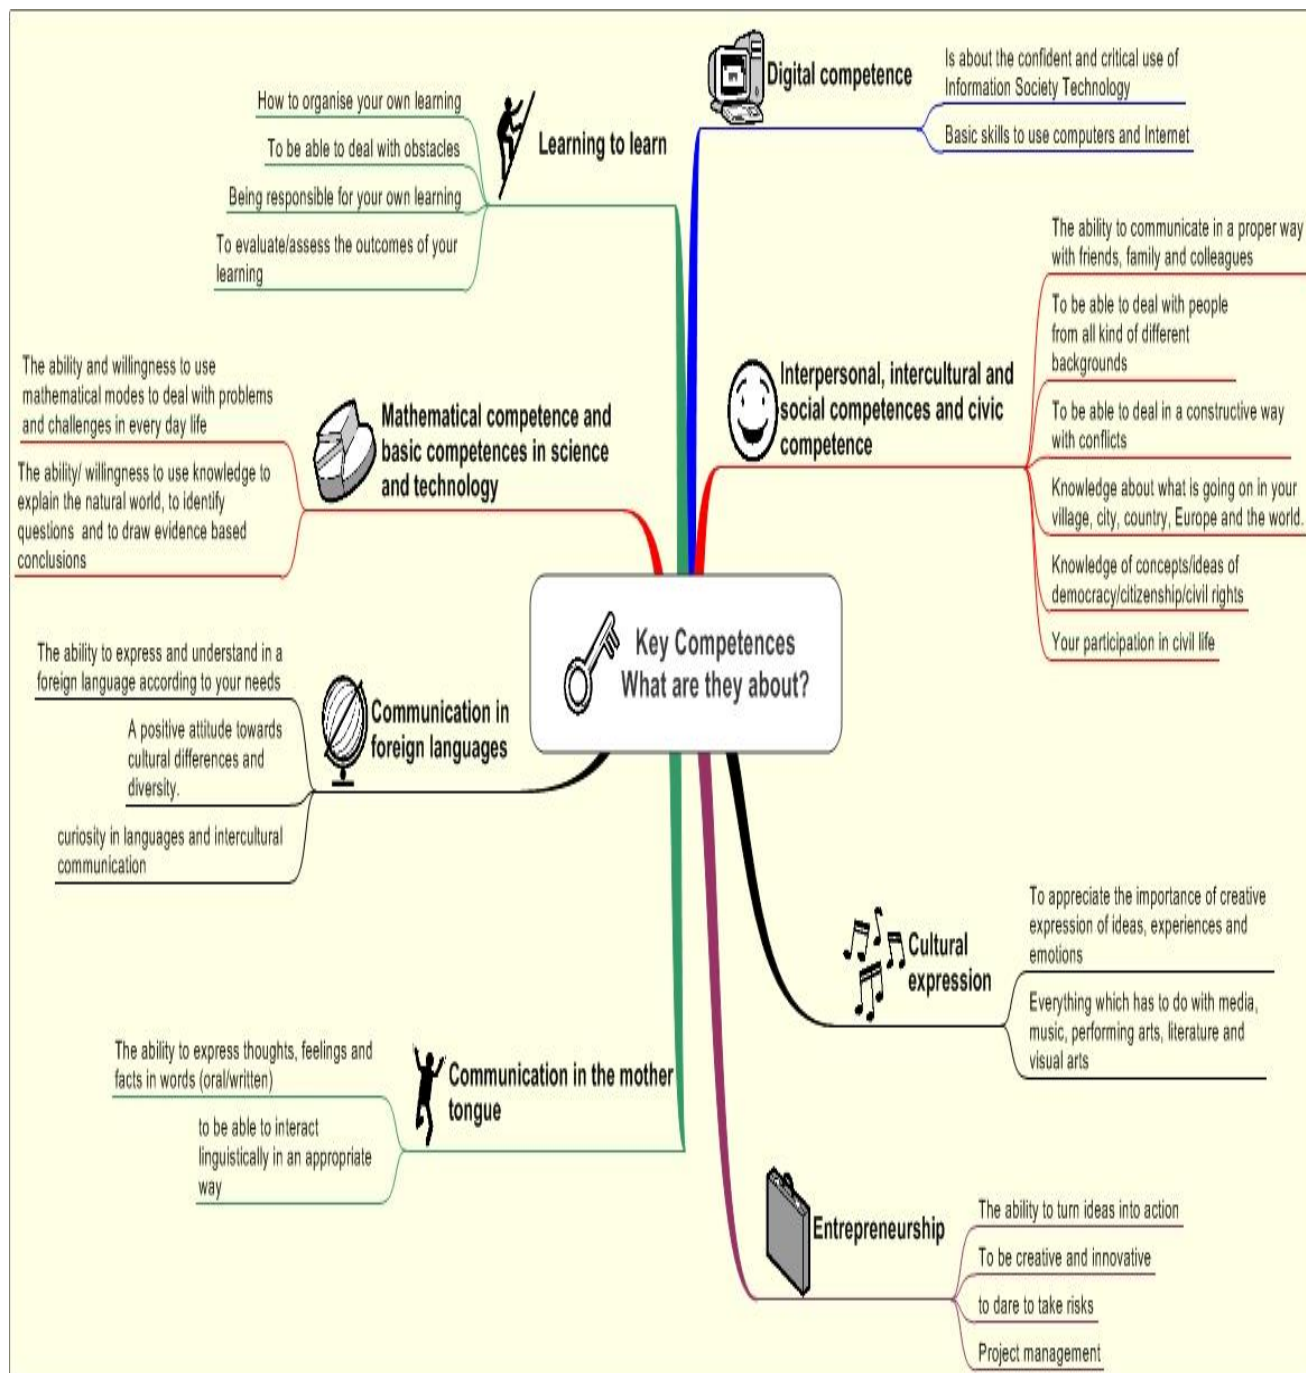 Key Competences
What are they about?
Digital competence
Is about the confident and critical use of
Information Society Technology
Basic skills to use computers and Internet
Interpersonal, intercultural and
social competences and civic
competence
The ability to communicate in a proper way
with friends, family and colleagues
To be able to deal with people
from all kind of different
backgrounds
To be able to deal in a constructive way
with conflicts
Knowledge about what is going on in your
village, city, country, Europe and the world.
Knowledge of concepts/ideas of
democracy/citizenship/civil rights
Your participation in civil life
Cultural
expression
To appreciate the importance of creative
expression of ideas, experiences and
emotions
Everything which has to do with media,
music, performing arts, literature and
visual arts
Entrepreneurship
The ability to turn ideas into action
To be creative and innovative
to dare to take risks
Project management
Communication in the mother
tongue
The ability to express thoughts, feelings and
facts in words (oral/written)
to be able to interact
linguistically in an appropriate
way
Communication in
foreign languages
The ability to express and understand in a
foreign language according to your needs
A positive attitude towards
cultural differences and
diversity.
curiosity in languages and intercultural
communication
Mathematical competence and
basic competences in science
and technology
The ability and willingness to use
mathematical modes to deal with problems
and challenges in every day life
The ability/ willingness to use knowledge to
explain the natural world, to identify
questions  and to draw evidence based
conclusions
Learning to learn
How to organise your own learning
To be able to deal with obstacles
Being responsible for your own learning
To evaluate/assess the outcomes of your
learning